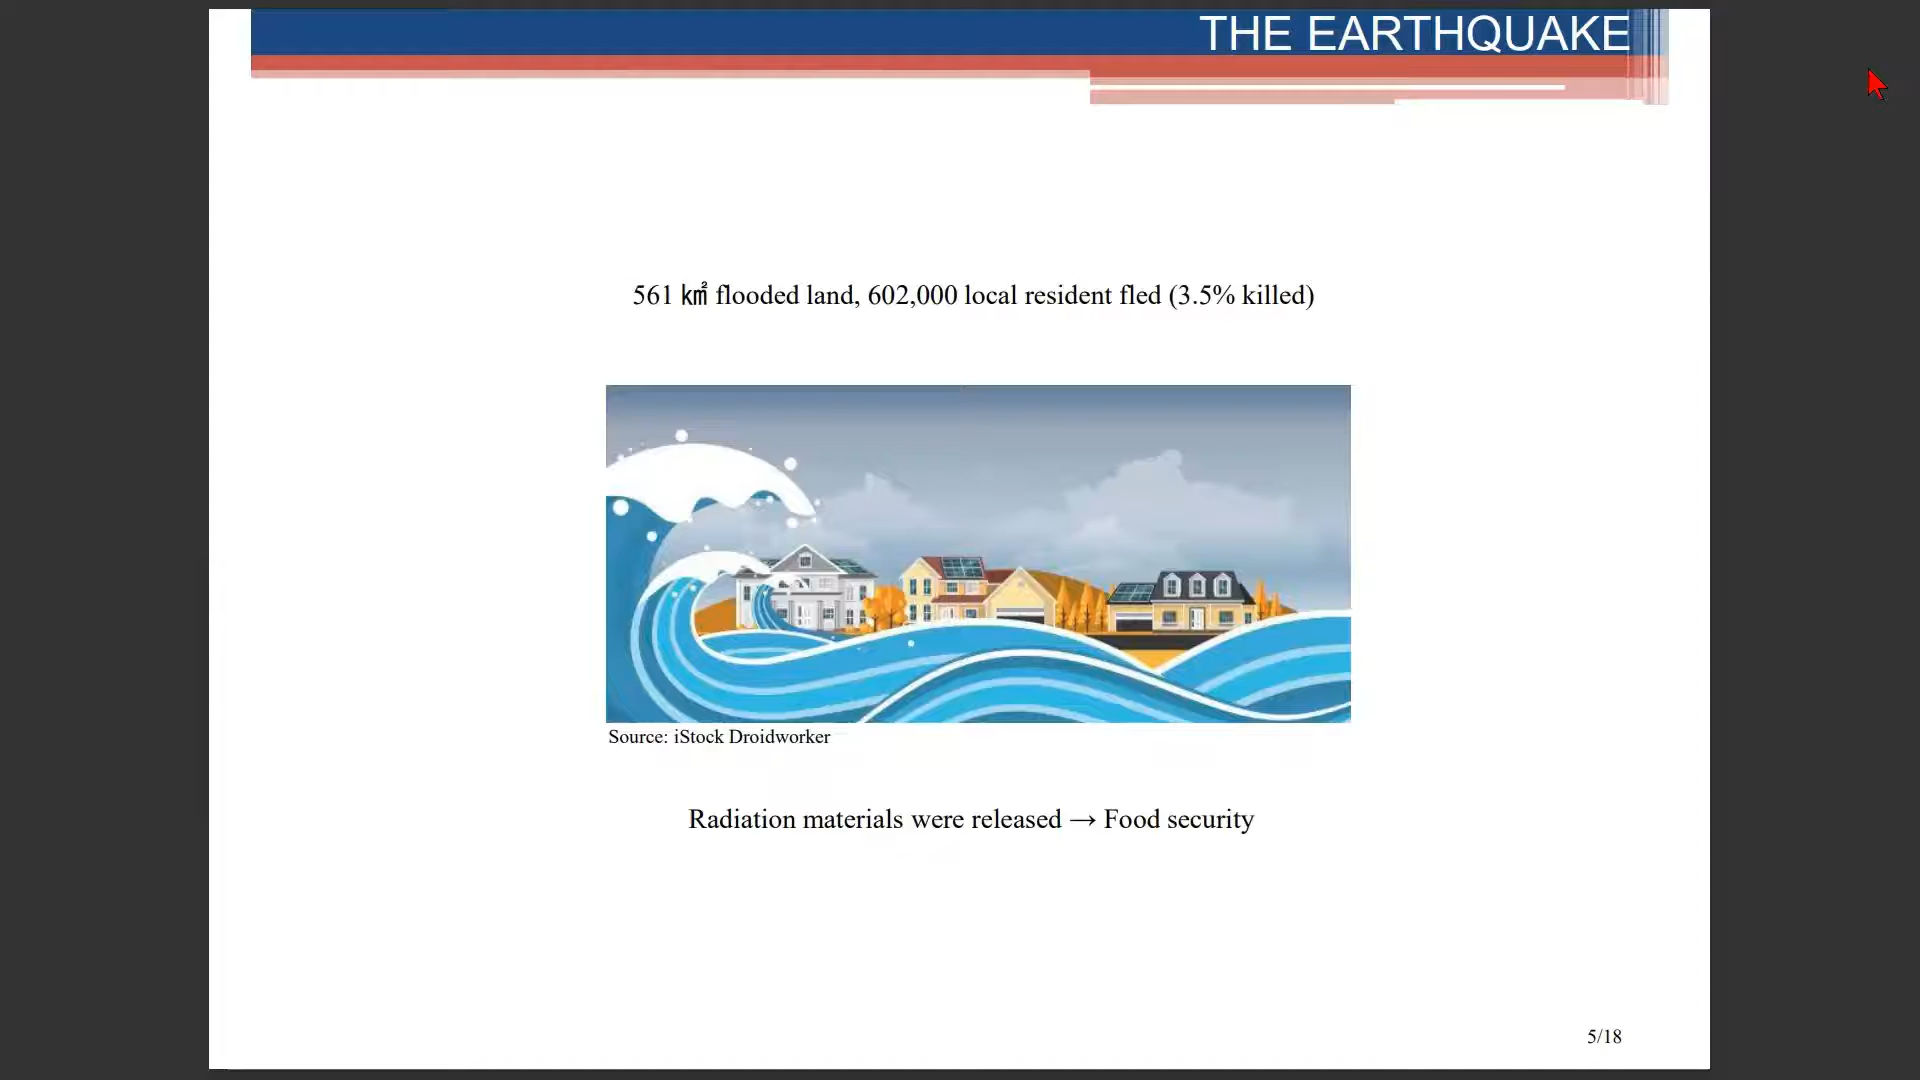 THE EARTHQUAKE
561 ㎢ flooded land, 602,000 local resident fled (3.5% killed)
Source: iStock Droidworker
Radiation materials were released → Food security
5/18